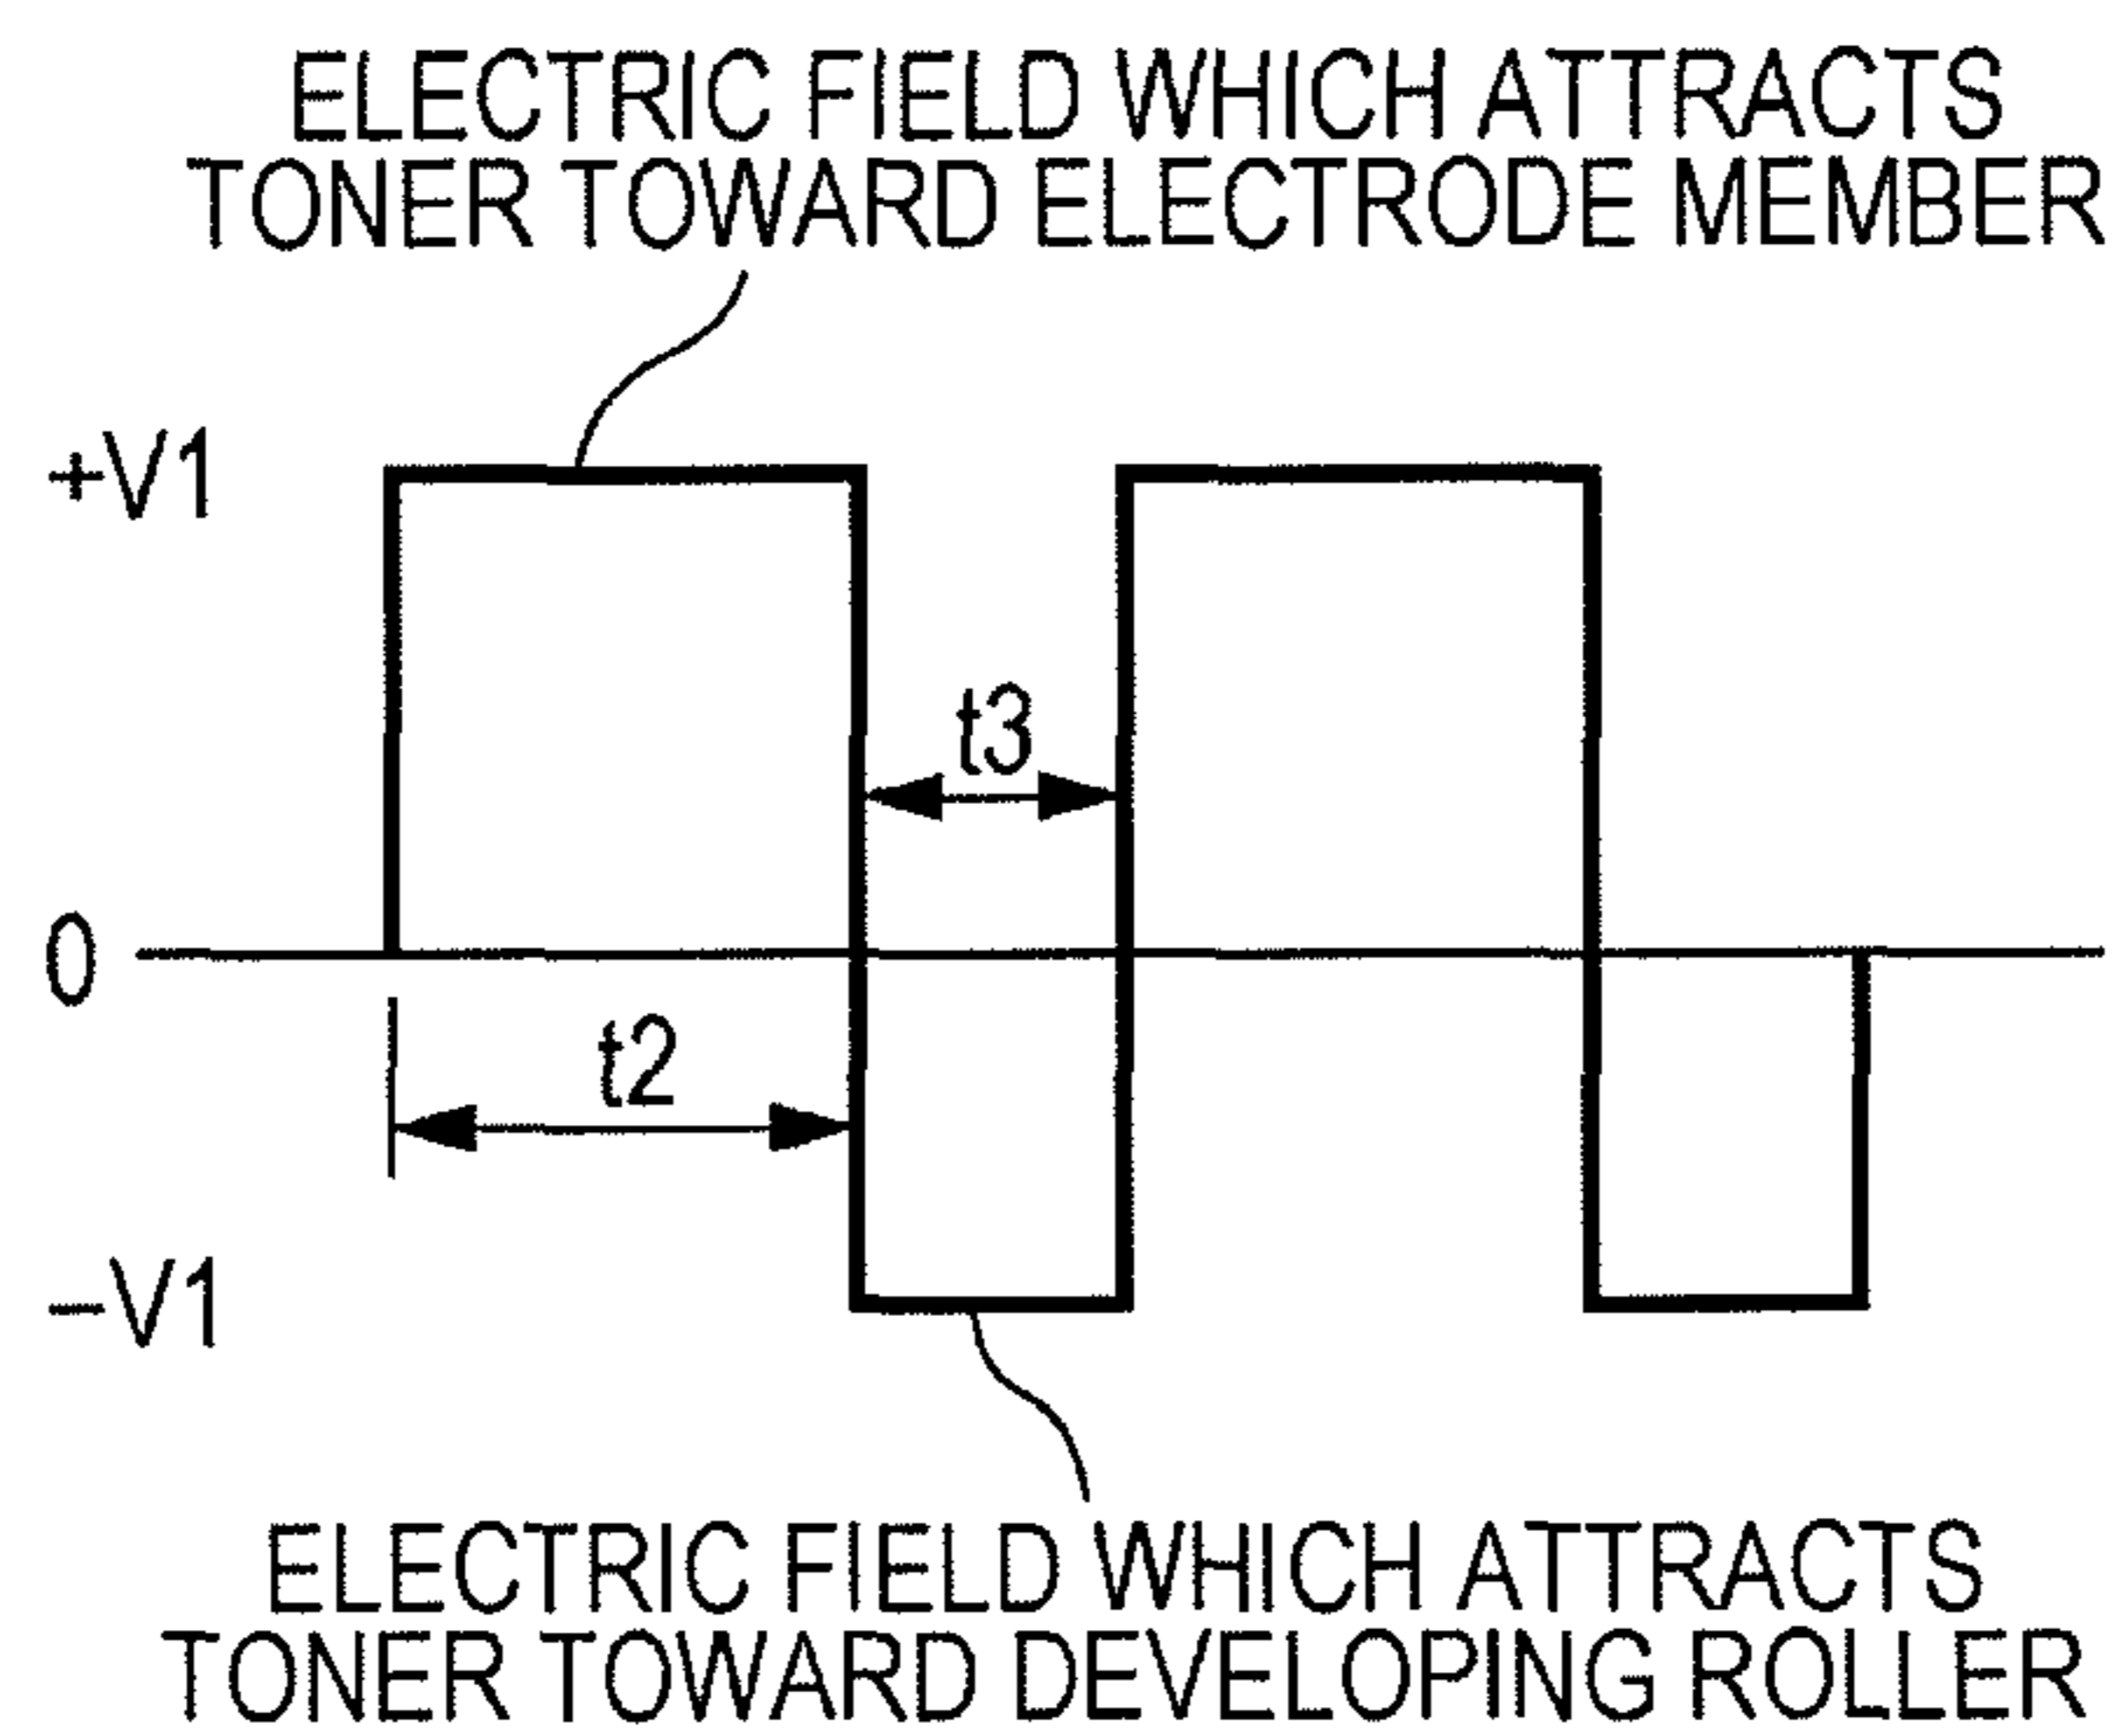 ELECTRIC FIELD WHICH ATTRACTS
TONER TOWARD ELECTRODE MEMBER
+V1
t3
0
t2
−V1
ELECTRIC FIELD WHICH ATTRACTS
TONER TOWARD DEVELOPING ROLLER